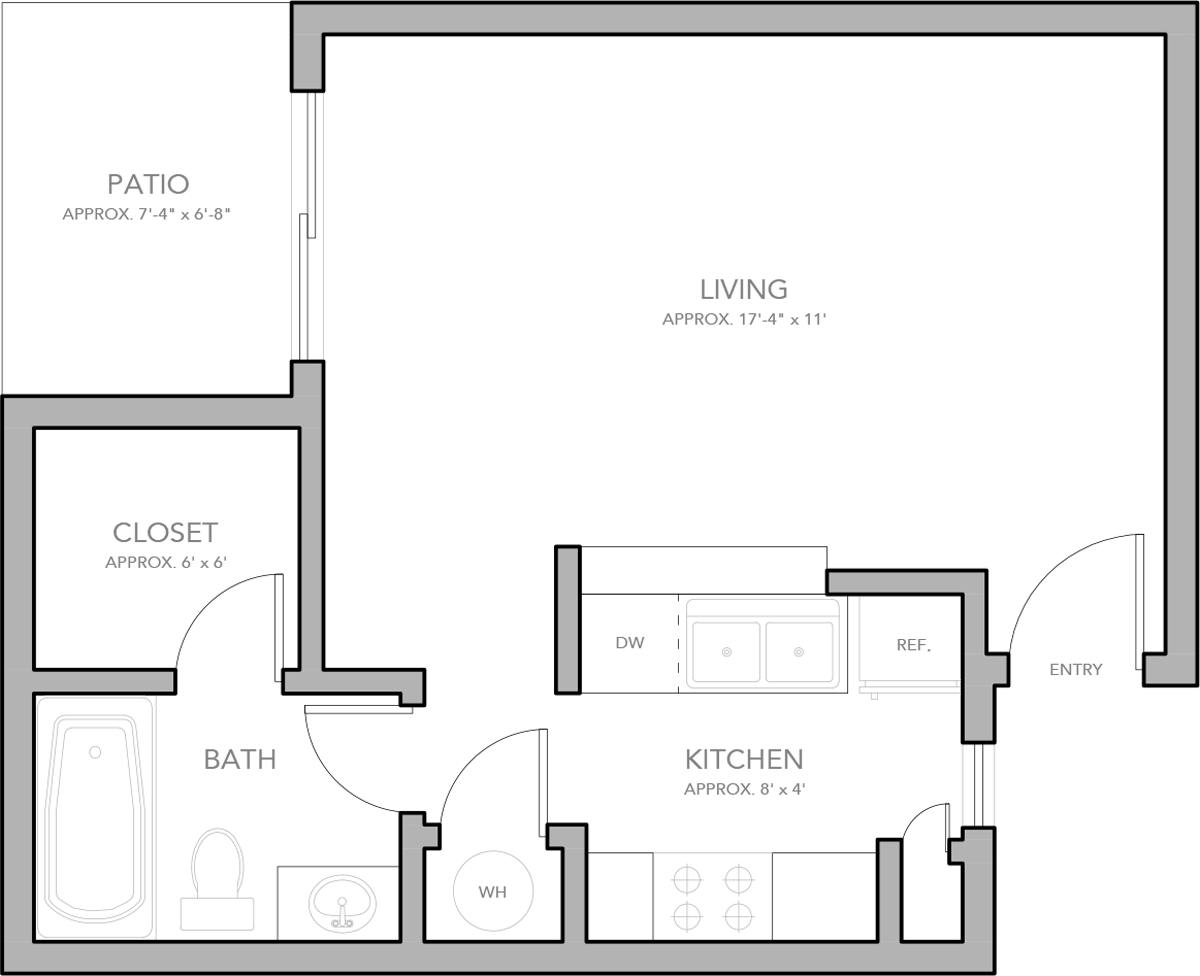 PATIO
APPROX. 7'-4" x 6'-8"
LIVING
APPROX. 17'-4" x 11'
CLOSET
APPROX. 6' x 6'
DW
REF.
ENTRY
BATH
KITCHEN
APPROX. 8' x 4'
WH